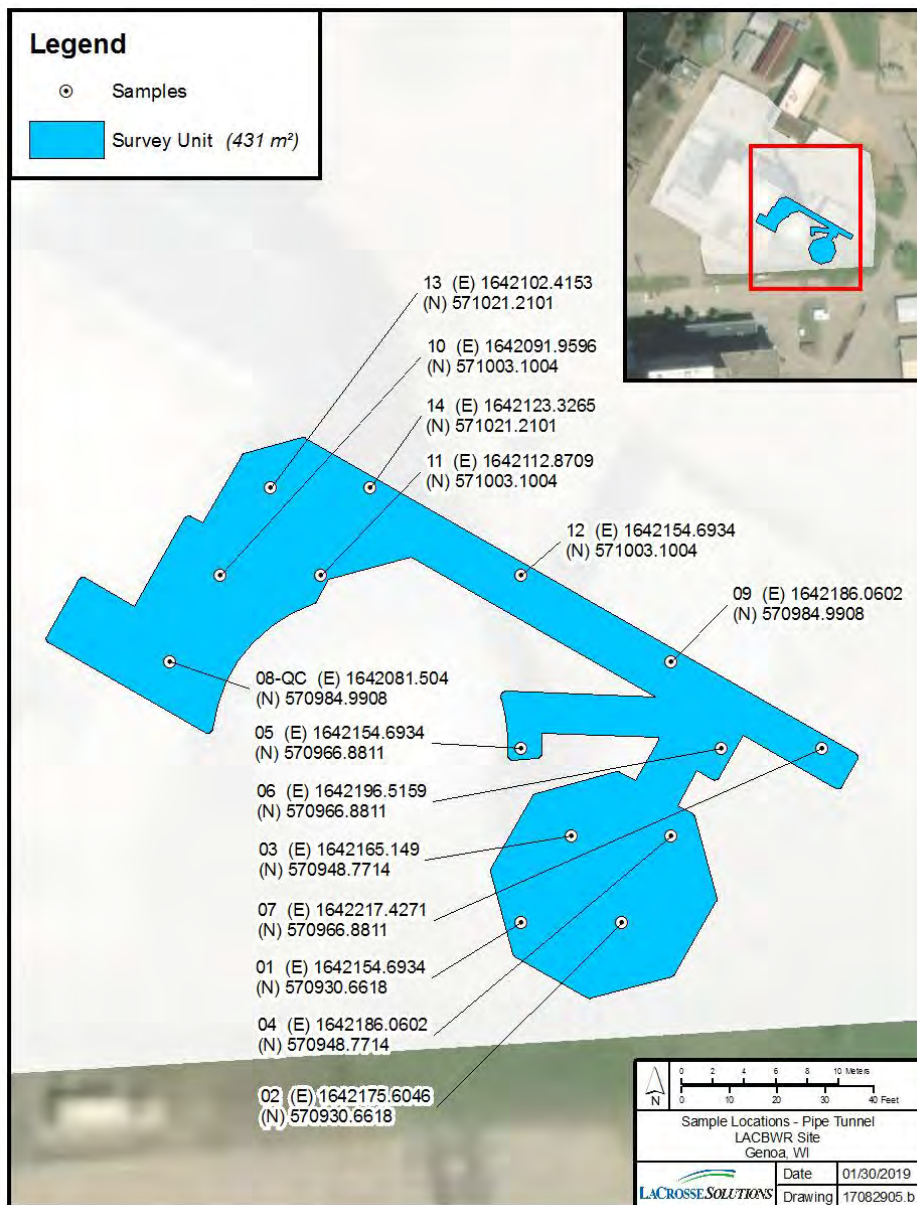 Legend
Samples
Survey Unit (431 m²)
13 (E) 1642102.4153
(N) 571021.2101
10 (E) 1642091.9596
(N) 571003.1004
14 (E) 1642123.3265
(N) 571021.2101
11 (E) 1642112.8709
(N) 571003.1004
12 (E) 1642154.6934
(N) 571003.1004
09 (E) 1642186.0602
(N) 570984.9908
08-QC (E) 1642081.504
(N) 570984.9908
05 (E) 1642154.6934
(N) 570966.8811
06 (E) 1642196.5159
(N) 570966.8811
03 (E) 1642165.149
(N) 570948.7714
07 (E) 1642217.4271
(N) 570966.8811
01 (E) 1642154.6934
(N) 570930.6618
04 (E) 1642186.0602
(N) 570948.7714
02 (E) 1642175.6046
(N) 570930.6618
N
0 2 4 6 8 10 Meters
0 10 20 30 40 Feet
Sample Locations - Pipe Tunnel
LACBWR Site
Genoa, WI
LACROSSESOLUTIONS
Date 01/30/2019
Drawing 17082905.b